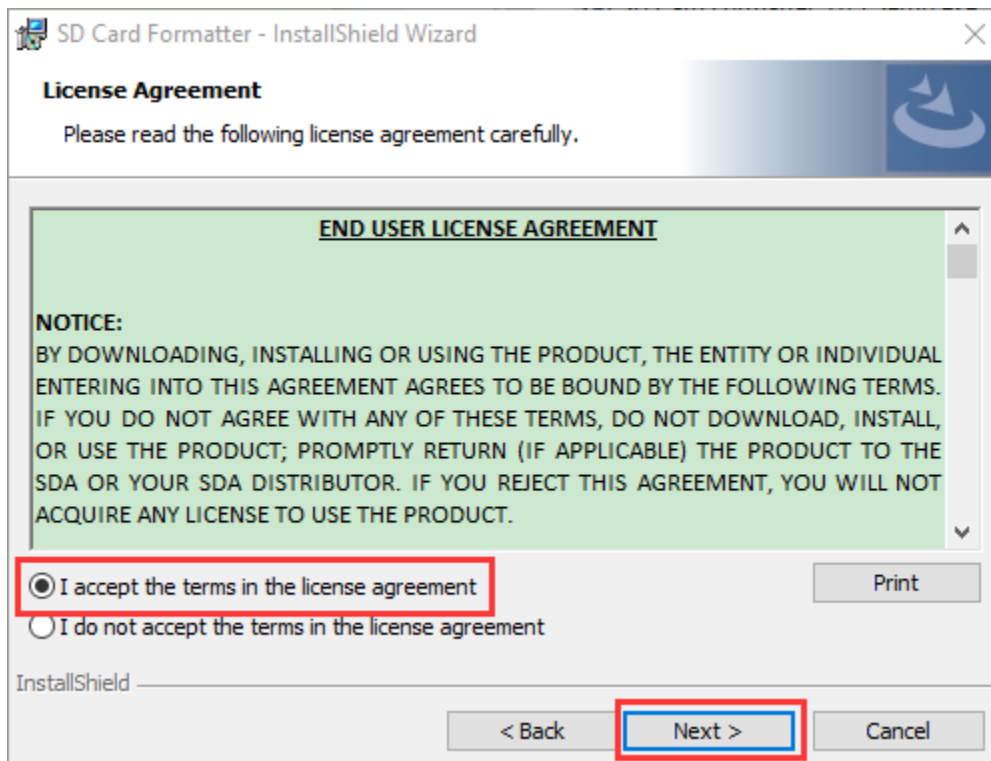 SD Card Formatter - InstallShield Wizard
License Agreement
Please read the following license agreement carefully.
END USER LICENSE AGREEMENT
NOTICE:
BY DOWNLOADING, INSTALLING OR USING THE PRODUCT, THE ENTITY OR INDIVIDUAL
ENTERING INTO THIS AGREEMENT AGREES TO BE BOUND BY THE FOLLOWING TERMS.
IF YOU DO NOT AGREE WITH ANY OF THESE TERMS, DO NOT DOWNLOAD, INSTALL,
OR USE THE PRODUCT; PROMPTLY RETURN (IF APPLICABLE) THE PRODUCT TO THE
SDA OR YOUR SDA DISTRIBUTOR. IF YOU REJECT THIS AGREEMENT, YOU WILL NOT
ACQUIRE ANY LICENSE TO USE THE PRODUCT.
I accept the terms in the license agreement
Print
I do not accept the terms in the license agreement
InstallShield
< Back
Next >
Cancel